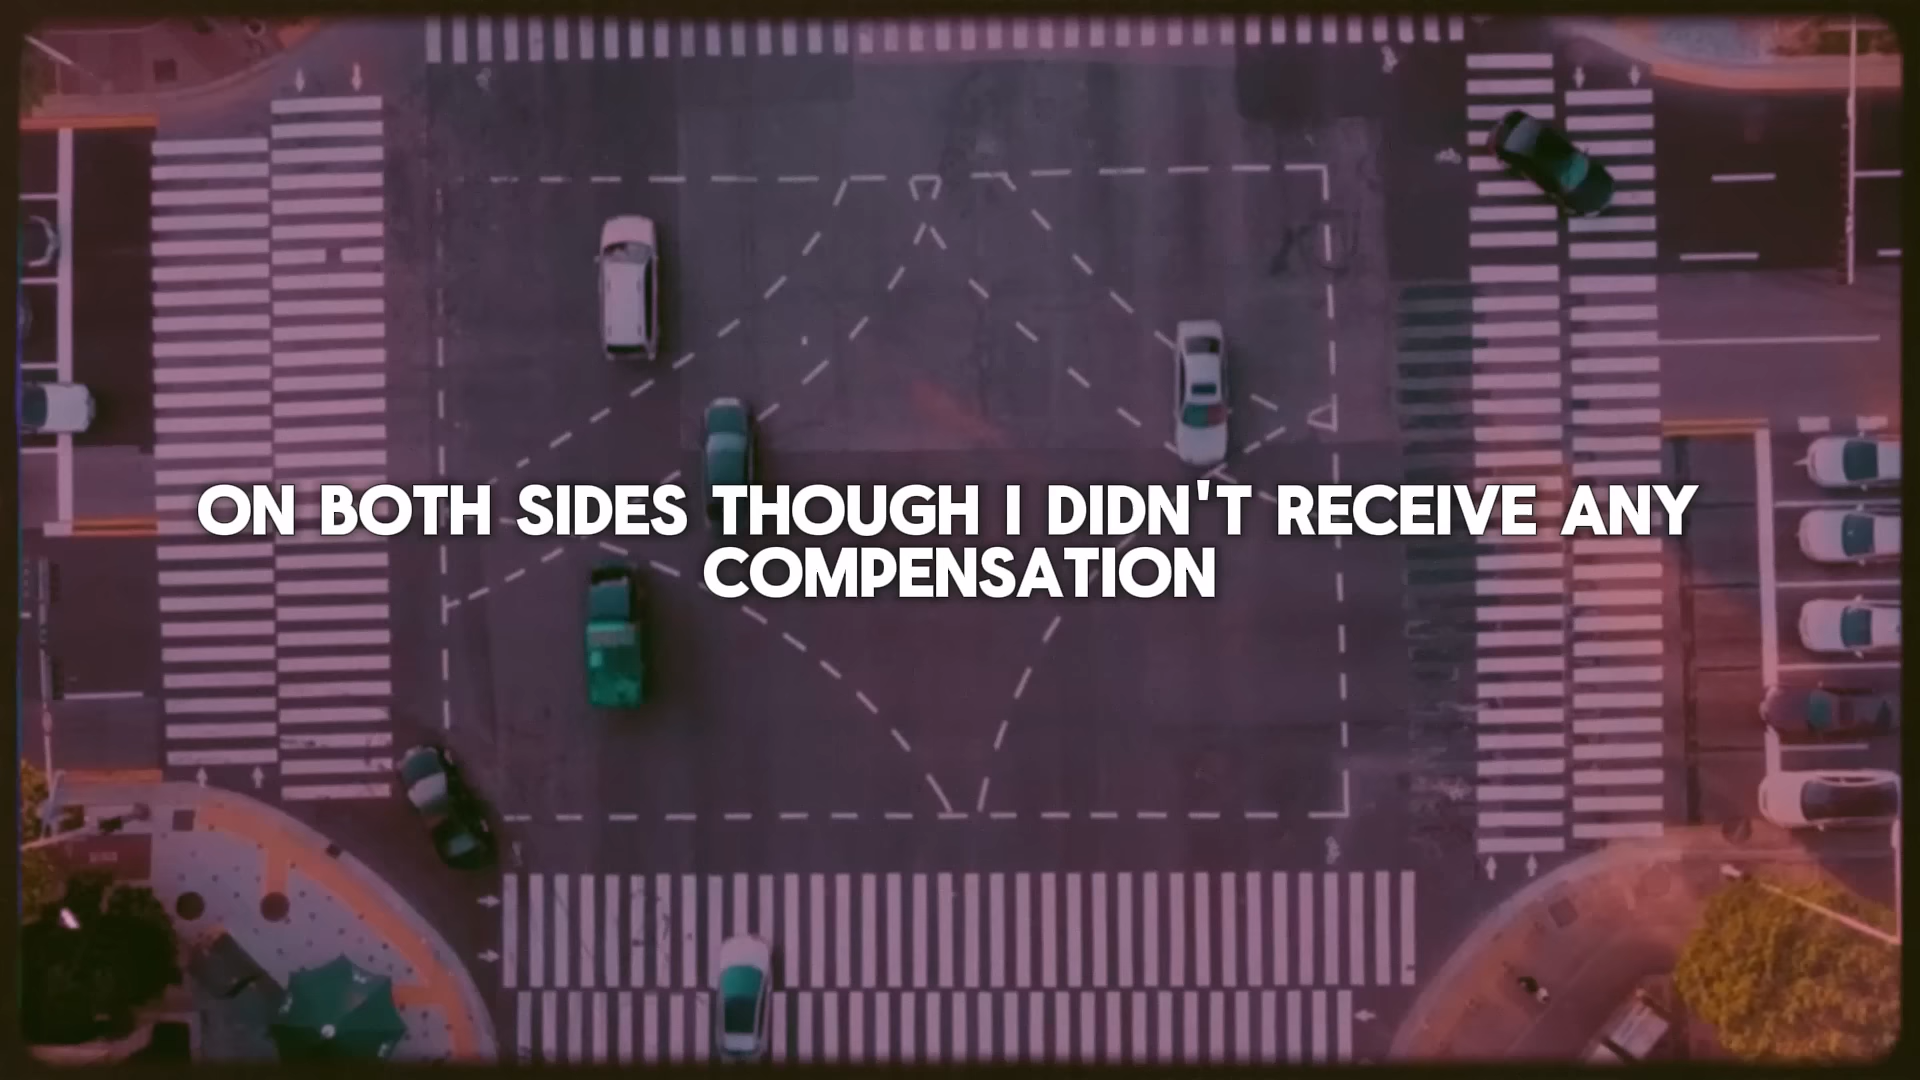 ON BOTH SIDES THOUGH I DIDN'T RECEIVE ANY
COMPENSATION